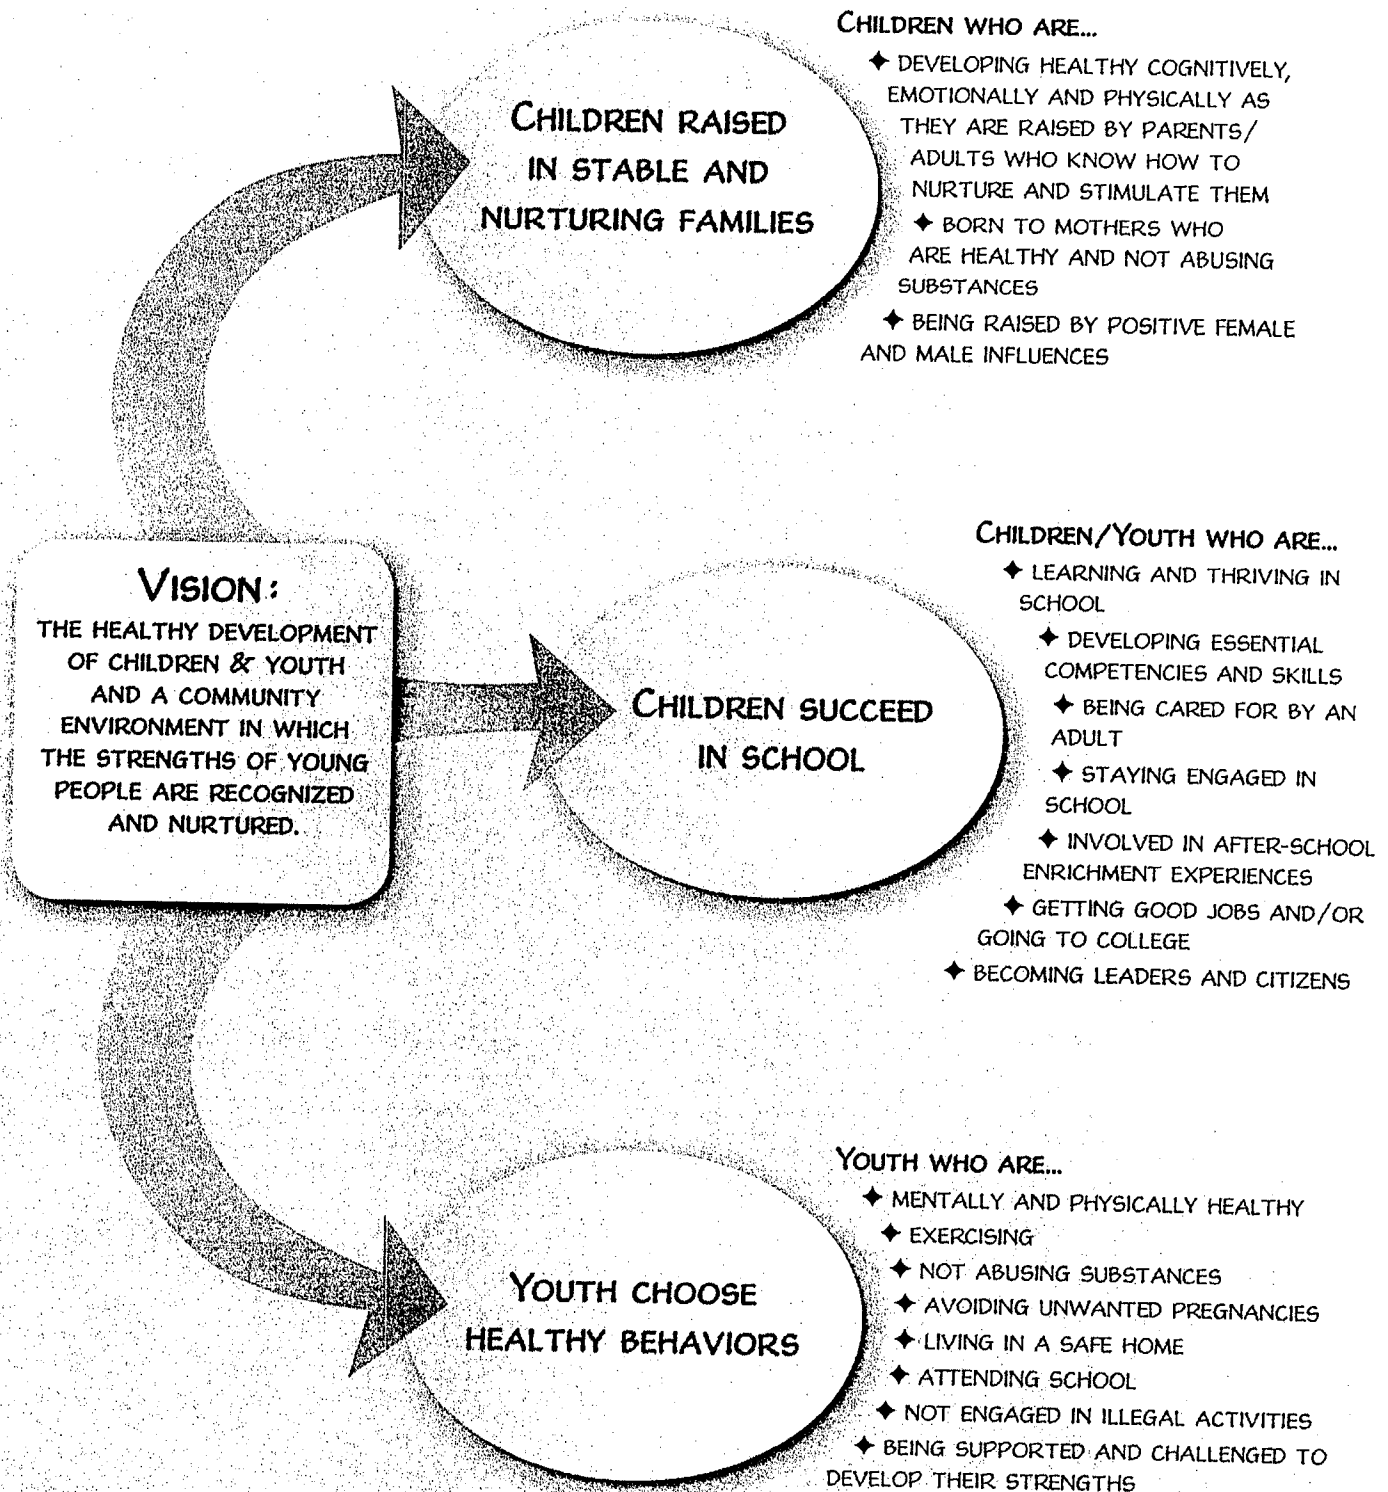 VISION:
THE HEALTHY DEVELOPMENT
OF CHILDREN & YOUTH
AND A COMMUNITY
ENVIRONMENT IN WHICH
THE STRENGTHS OF YOUNG
PEOPLE ARE RECOGNIZED
AND NURTURED.
CHILDREN RAISED
IN STABLE AND
NURTURING FAMILIES
CHILDREN WHO ARE...
✦ DEVELOPING HEALTHY COGNITIVELY,
EMOTIONALLY AND PHYSICALLY AS
THEY ARE RAISED BY PARENTS/
ADULTS WHO KNOW HOW TO
NURTURE AND STIMULATE THEM
✦ BORN TO MOTHERS WHO
ARE HEALTHY AND NOT ABUSING
SUBSTANCES
✦ BEING RAISED BY POSITIVE FEMALE
AND MALE INFLUENCES
CHILDREN SUCCEED
IN SCHOOL
CHILDREN/YOUTH WHO ARE...
✦ LEARNING AND THRIVING IN
SCHOOL
✦ DEVELOPING ESSENTIAL
COMPETENCIES AND SKILLS
✦ BEING CARED FOR BY AN
ADULT
✦ STAYING ENGAGED IN
SCHOOL
✦ INVOLVED IN AFTER-SCHOOL
ENRICHMENT EXPERIENCES
✦ GETTING GOOD JOBS AND/OR
GOING TO COLLEGE
✦ BECOMING LEADERS AND CITIZENS
YOUTH CHOOSE
HEALTHY BEHAVIORS
YOUTH WHO ARE...
✦ MENTALLY AND PHYSICALLY HEALTHY
✦ EXERCISING
✦ NOT ABUSING SUBSTANCES
✦ AVOIDING UNWANTED PREGNANCIES
✦ LIVING IN A SAFE HOME
✦ ATTENDING SCHOOL
✦ NOT ENGAGED IN ILLEGAL ACTIVITIES
✦ BEING SUPPORTED AND CHALLENGED TO
DEVELOP THEIR STRENGTHS